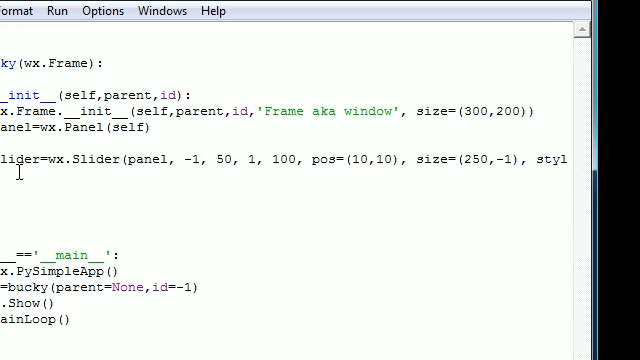 ormat Run Options Windows Help
ky(wx.Frame):
_init__(self,parent,id):
x.Frame.__init__(self,parent,id,'Frame aka window', size=(300,200))
anel=wx.Panel(self)
lider=wx.Slider(panel, -1, 50, 1, 100, pos=(10,10), size=(250,-1), styl
__=='__main__':
x.PySimpleApp()
=bucky(parent=None,id=-1)
.Show()
ainLoop()